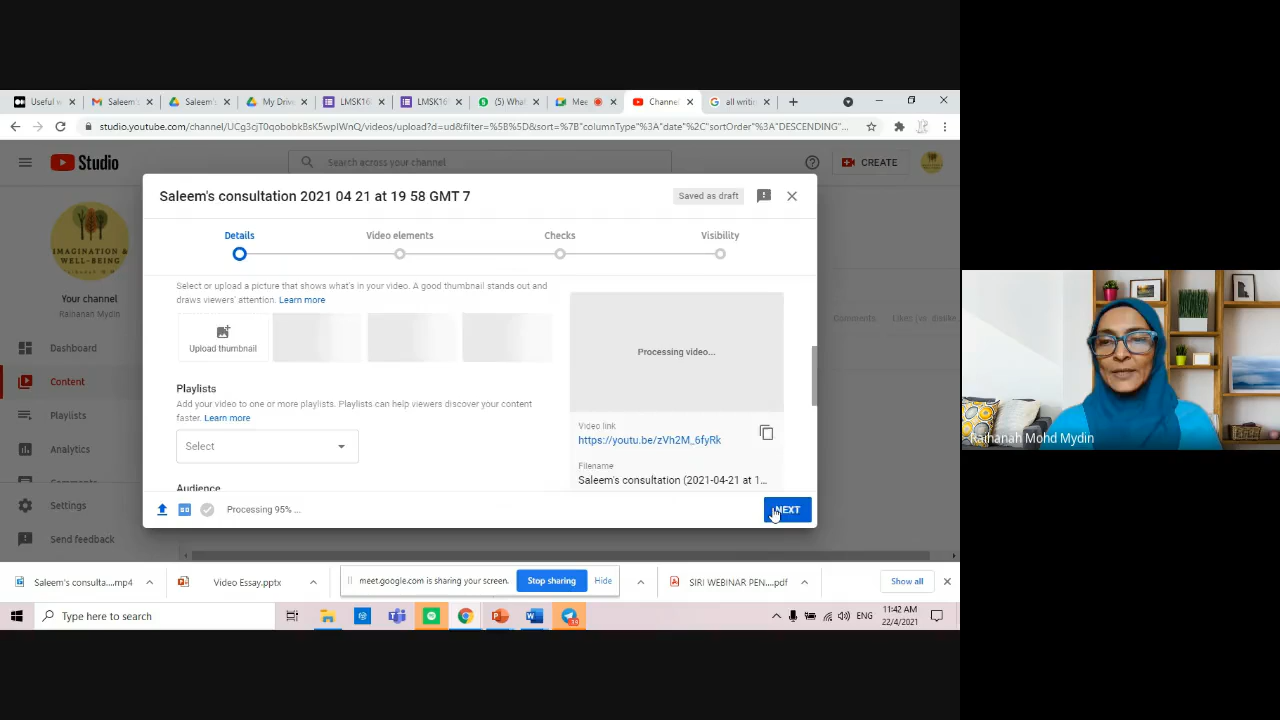 Useful w
Saleem's
Saleem's
My Driv
LMSK16
LMSK16
(5) What
Mee
Channel
all writin
studio.youtube.com/channel/UCg3cjT0qobobkBsK5wpIWnQ/videos/upload?d=ud&filter=%5B%5D&sort=%7B"columnType"%3A"date"%2C"sortOrder"%3A"DESCENDING"...
Studio
Search across your channel
CREATE
IMAGINATION
& WELL-BEING
Your channel
Raihanah Mydin
Dashboard
Content
Playlists
Analytics
Comments
Settings
Send feedback
Comments
Likes (vs. dislike
Saleem's consultation 2021 04 21 at 19 58 GMT 7
Saved as draft
Details
Video elements
Checks
Visibility
Select or upload a picture that shows what's in your video. A good thumbnail stands out and
draws viewers' attention. Learn more
Upload thumbnail
Playlists
Add your video to one or more playlists. Playlists can help viewers discover your content
faster. Learn more
Select
Audience
Processing video...
Video link
https://youtu.be/zVh2M_6fyRk
Filename
Saleem's consultation (2021-04-21 at 1...
Processing 95% ...
NEXT
Raihanah Mohd Mydin
Saleem's consulta....mp4
Video Essay.pptx
meet.google.com is sharing your screen.
Stop sharing
Hide
SIRI WEBINAR PEN....pdf
Show all
Type here to search
ENG
11:42 AM
22/4/2021